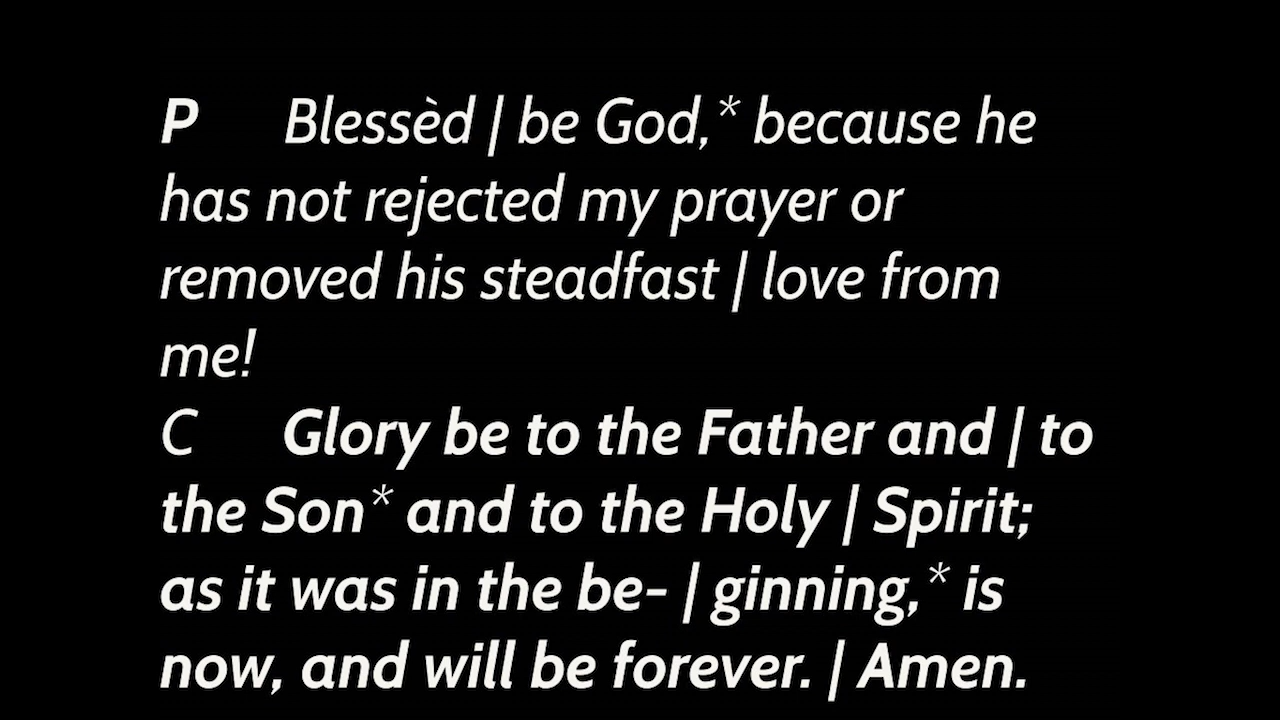 P Blessèd | be God,* because he
has not rejected my prayer or
removed his steadfast | love from
me!
C Glory be to the Father and | to
the Son* and to the Holy | Spirit;
as it was in the be- | ginning,* is
now, and will be forever. | Amen.